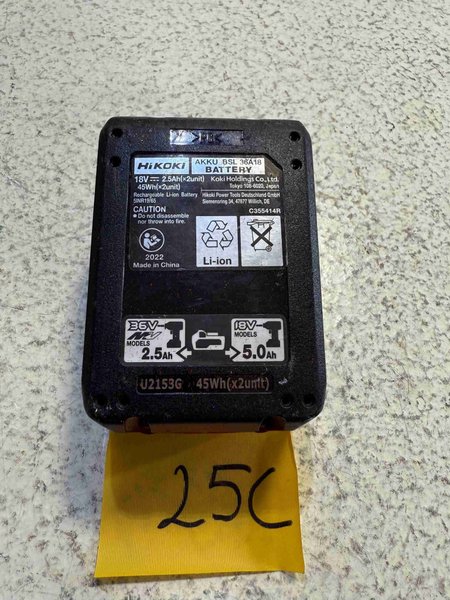 HiKOKI
AKKU BSL 36A18
BATTERY
18V⎓ 2.5Ah(×2unit)
45Wh(×2unit)
Rechargeable Li-ion Battery
5INR19/65
Koki Holdings Co., Ltd.
Tokyo 108-6020, Japan
Hikoki Power Tools Deutschland GmbH
Siemensring 34, 47877 Willich, DE
C355414R
CAUTION
● Do not disassemble
nor throw into fire.
2022
Made in China
Li-ion
36V
MV
MODELS
2.5Ah
18V
MODELS
5.0Ah
U2153G 45Wh(x2unit)
25C